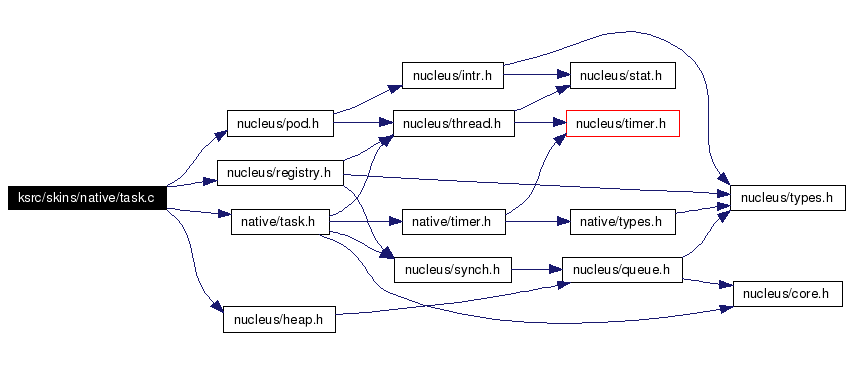 nucleus/intr.h
nucleus/stat.h
nucleus/pod.h
nucleus/thread.h
nucleus/timer.h
nucleus/registry.h
ksrc/skins/native/task.c
nucleus/types.h
native/task.h
native/timer.h
native/types.h
nucleus/synch.h
nucleus/queue.h
nucleus/core.h
nucleus/heap.h